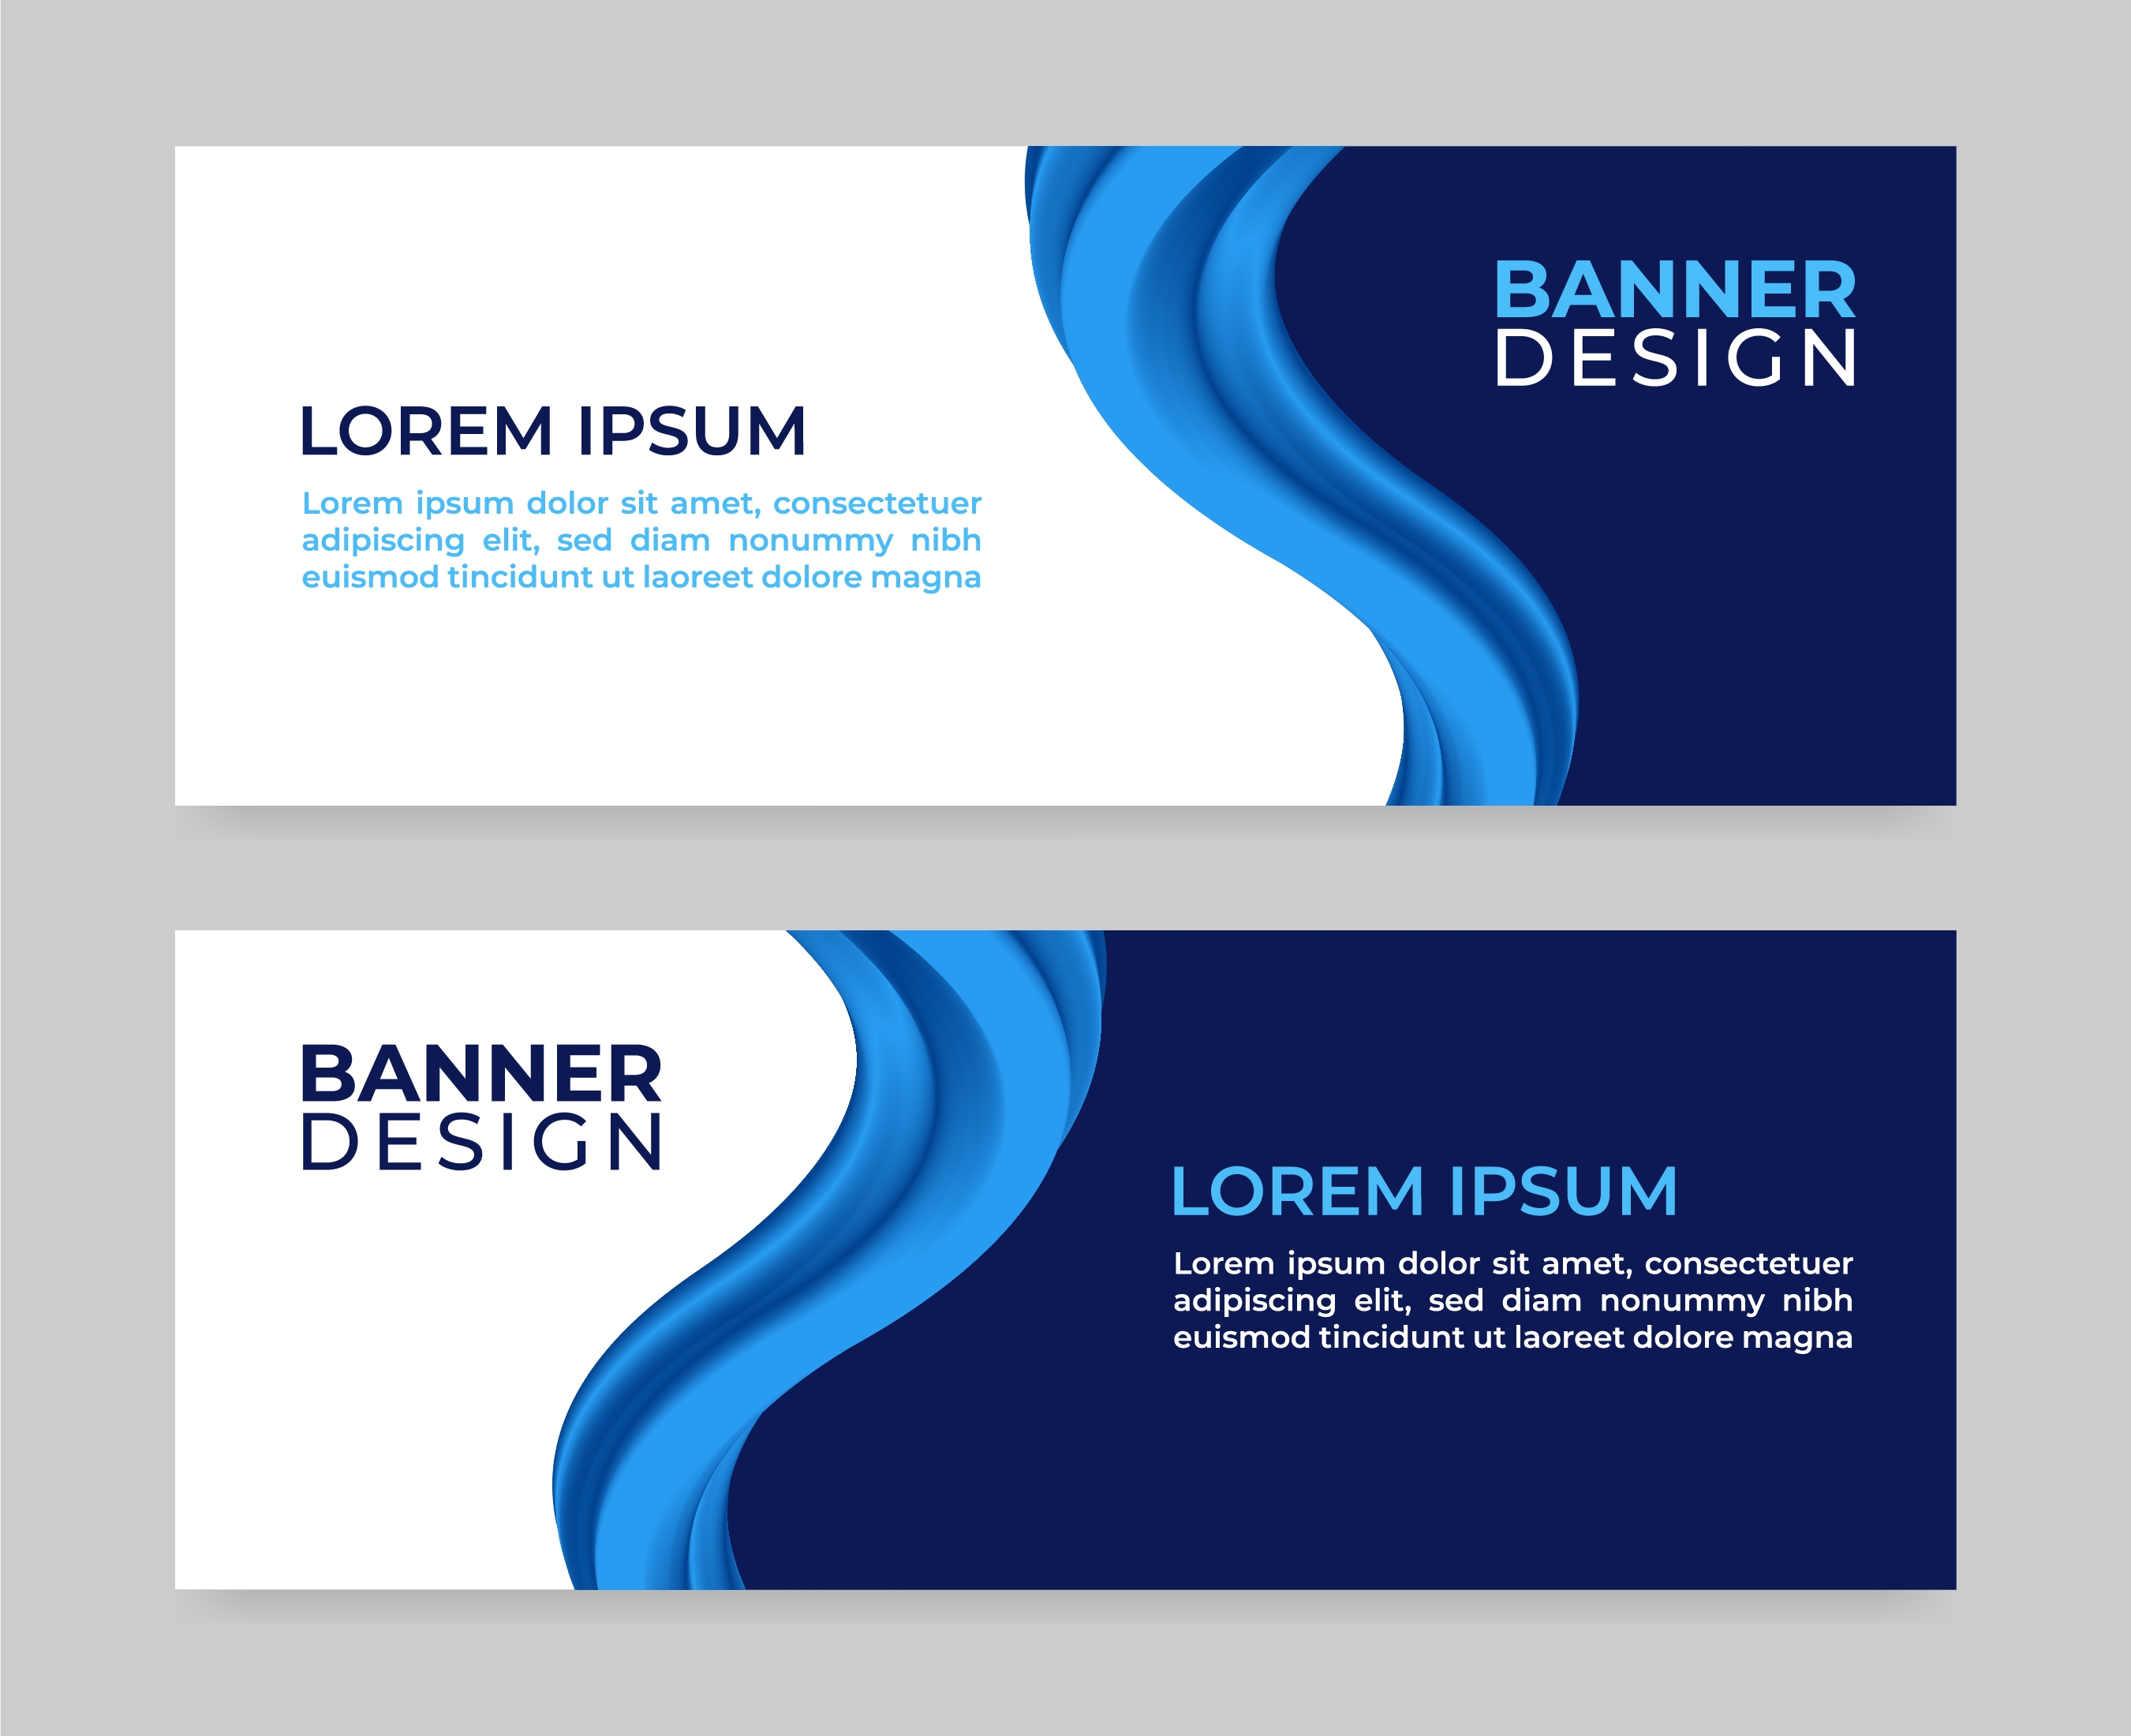 BANNER
DESIGN
LOREM IPSUM
Lorem ipsum dolor sit amet, consectetuer
adipiscing elit, sed diam nonummy nibh
euismod tincidunt ut laoreet dolore magna
BANNER
DESIGN
LOREM IPSUM
Lorem ipsum dolor sit amet, consectetuer
adipiscing elit, sed diam nonummy nibh
euismod tincidunt ut laoreet dolore magna